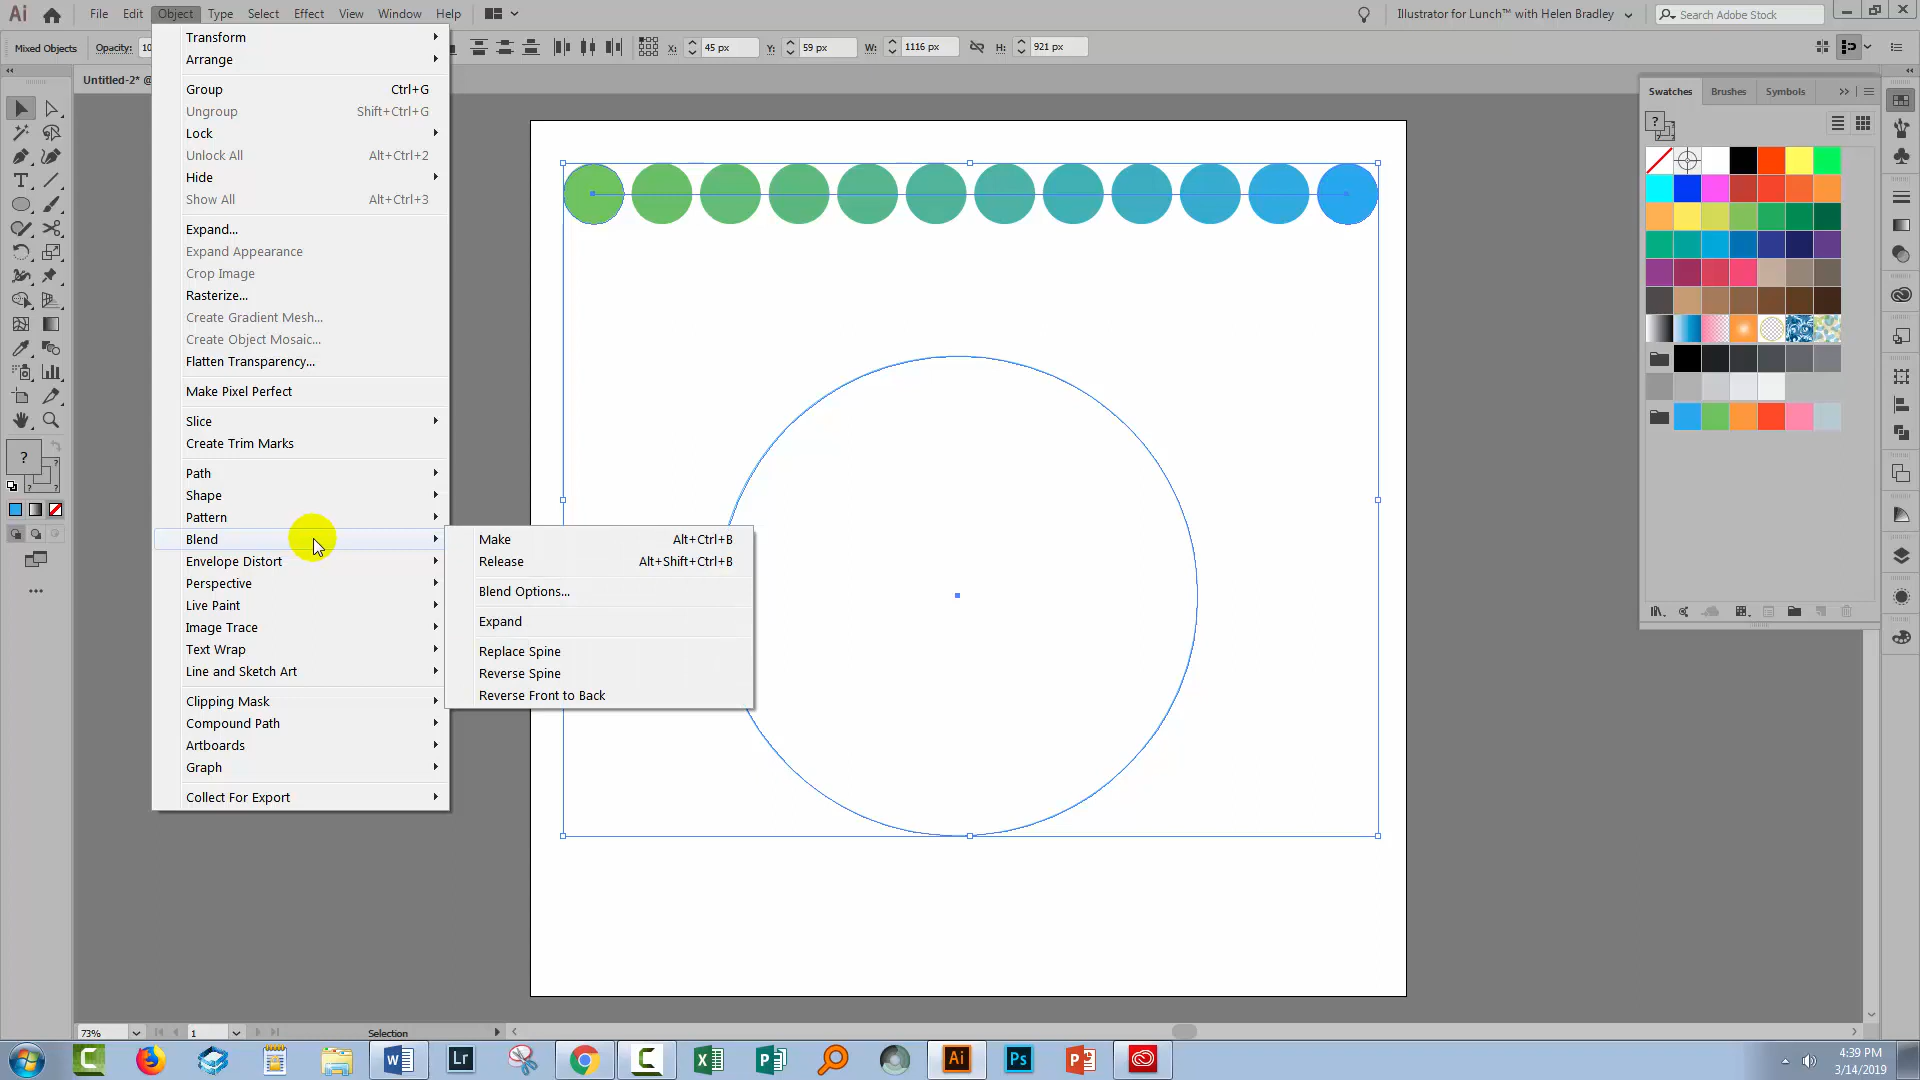 Ai File Edit Object Type Select Effect View Window Help Illustrator for Lunch™ with Helen Bradley Search Adobe Stock
Mixed Objects Opacity: 10 X: 45 px Y: 59 px W: 1116 px H: 921 px
Untitled-2* @
Transform
Arrange
Group Ctrl+G
Ungroup Shift+Ctrl+G
Lock
Unlock All Alt+Ctrl+2
Hide
Show All Alt+Ctrl+3
Expand...
Expand Appearance
Crop Image
Rasterize...
Create Gradient Mesh...
Create Object Mosaic...
Flatten Transparency...
Make Pixel Perfect
Slice
Create Trim Marks
Path
Shape
Pattern
Blend
Envelope Distort
Perspective
Live Paint
Image Trace
Text Wrap
Line and Sketch Art
Clipping Mask
Compound Path
Artboards
Graph
Collect For Export
Make Alt+Ctrl+B
Release Alt+Shift+Ctrl+B
Blend Options...
Expand
Replace Spine
Reverse Spine
Reverse Front to Back
Swatches Brushes Symbols
?
?
?
? ?
73% 1 Selection
C W Lr C X P Ai Ps P
4:39 PM
3/14/2019